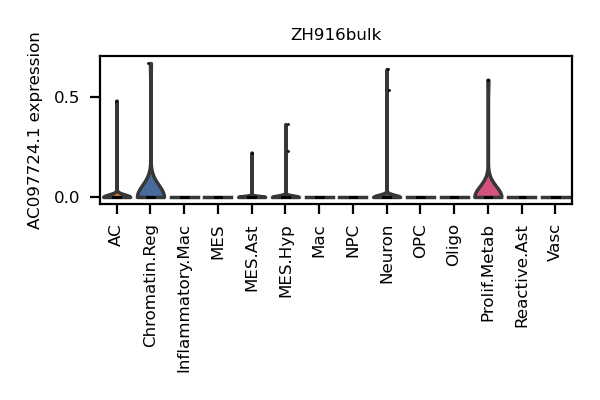 ZH916bulk
AC097724.1 expression
0.5
0.0
AC
Chromatin.Reg
Inflammatory.Mac
MES
MES.Ast
MES.Hyp
Mac
NPC
Neuron
OPC
Oligo
Prolif.Metab
Reactive.Ast
Vasc